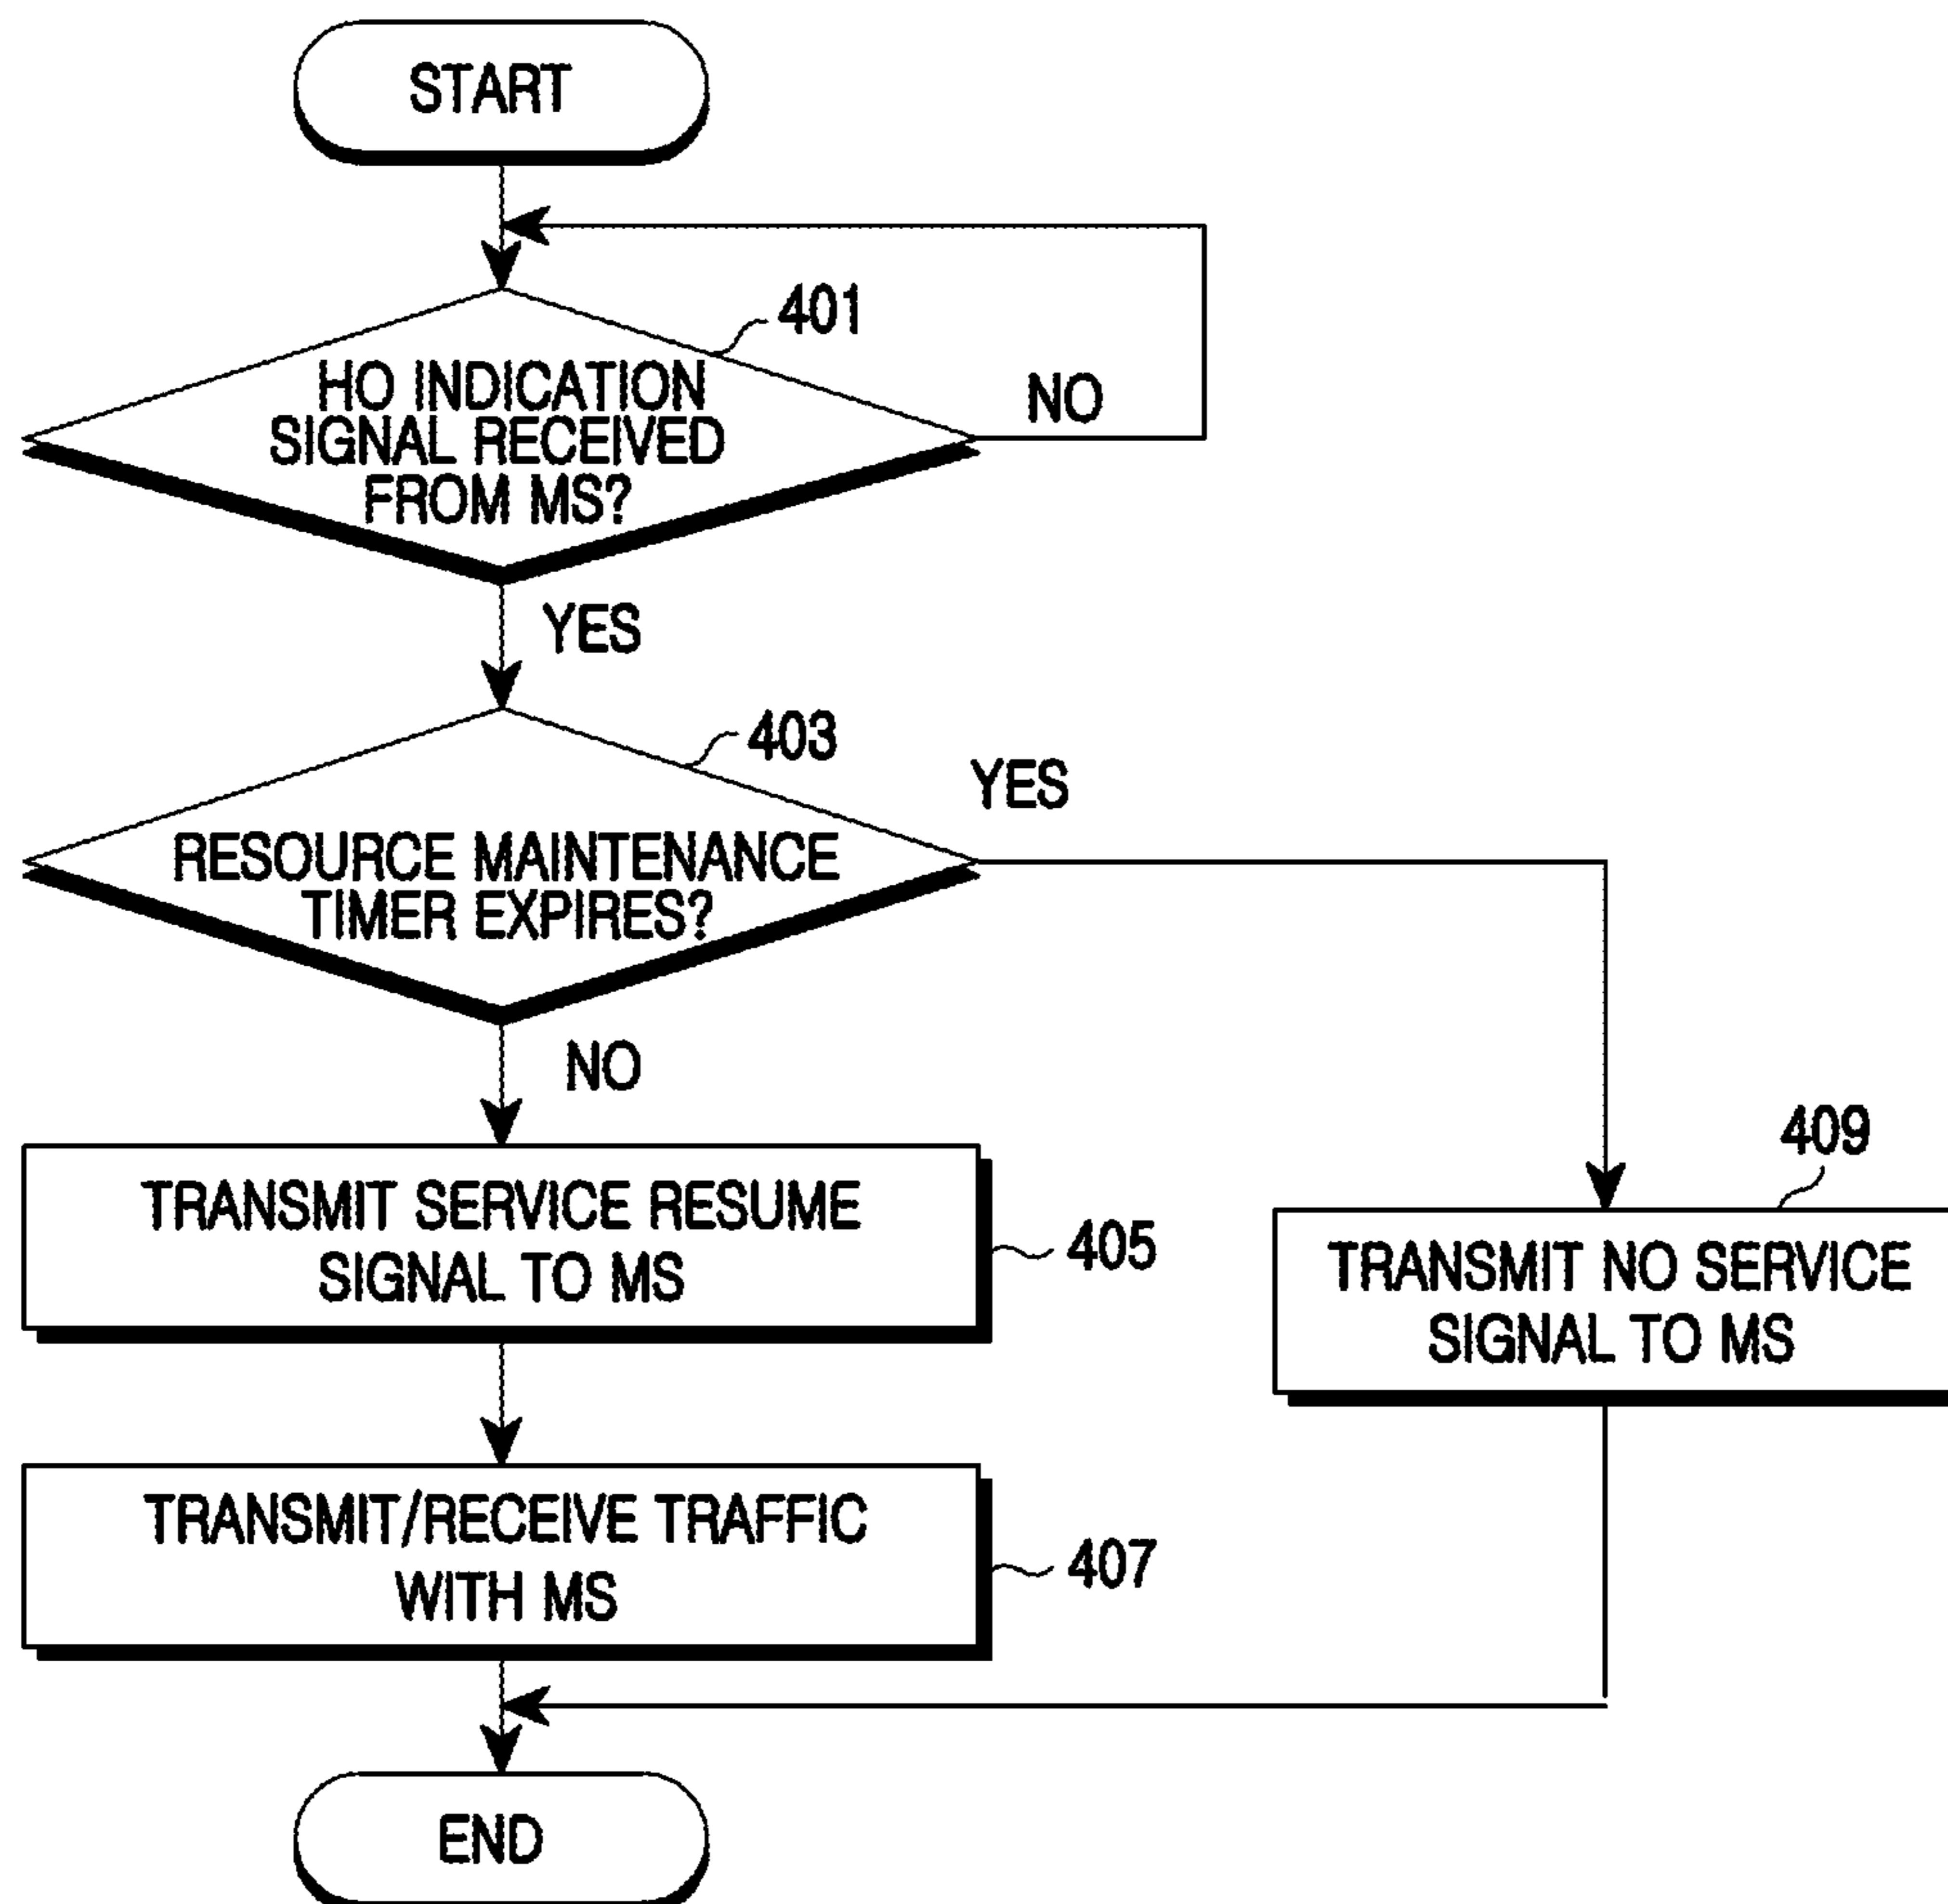 START
401
HO INDICATION
SIGNAL RECEIVED
FROM MS?
NO
YES
403
YES
RESOURCE MAINTENANCE
TIMER EXPIRES?
NO
409
TRANSMIT SERVICE RESUME
SIGNAL TO MS
405
TRANSMIT NO SERVICE
SIGNAL TO MS
TRANSMIT/RECEIVE TRAFFIC
WITH MS
407
END